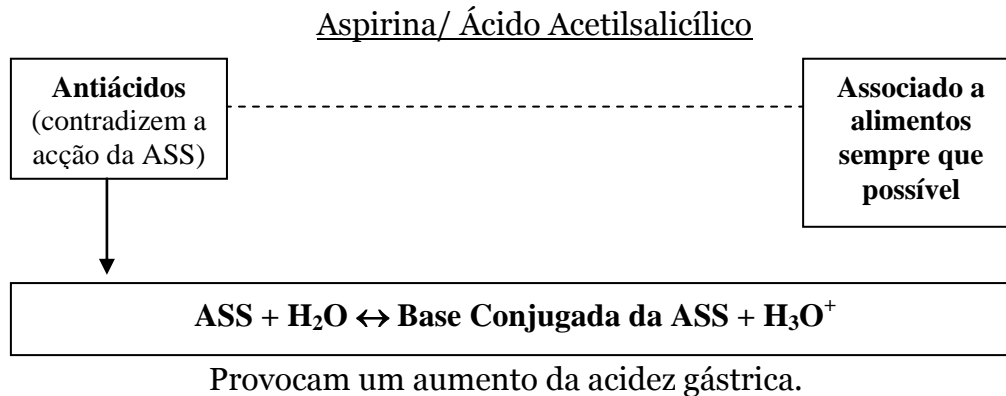 Aspirina/ Ácido Acetilsalicílico
Antiácidos
(contradizem a
acção da ASS)
Associado a
alimentos
sempre que
possível
ASS + H₂O ↔ Base Conjugada da ASS + H₃O⁺
Provocam um aumento da acidez gástrica.